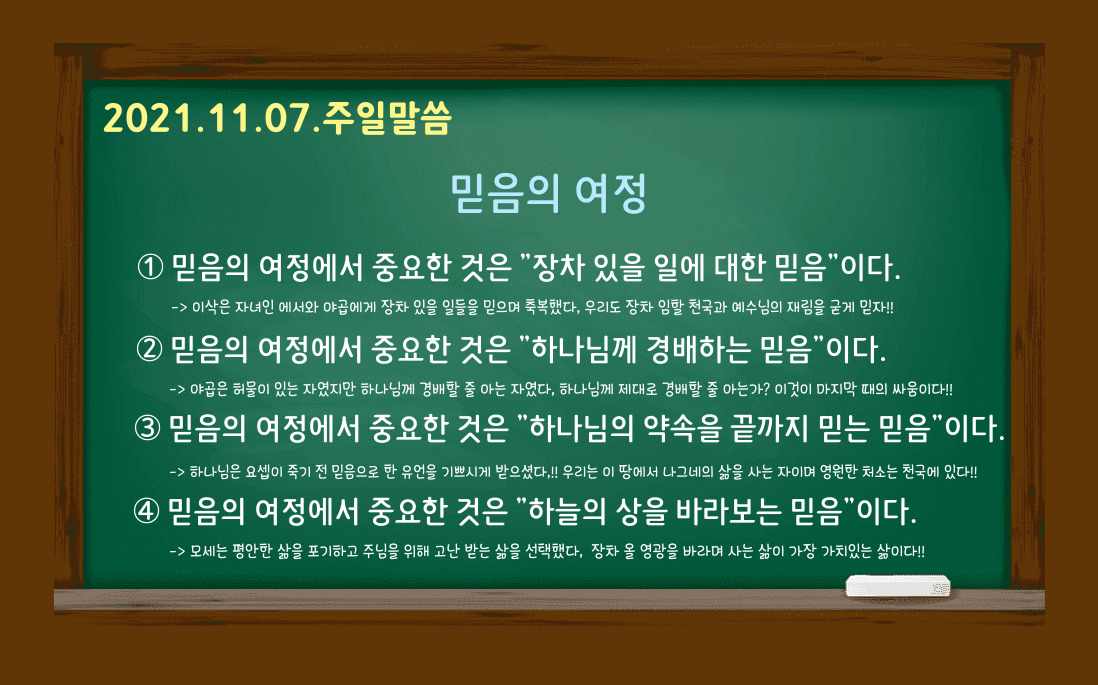 2021.11.07.주일말씀
믿음의 여정
① 믿음의 여정에서 중요한 것은 "장차 있을 일에 대한 믿음"이다.
-> 이삭은 자녀인 에서와 야곱에게 장차 있을 일들을 믿으며 축복했다, 우리도 장차 임할 천국과 예수님의 재림을 굳게 믿자!!
② 믿음의 여정에서 중요한 것은 "하나님께 경배하는 믿음"이다.
-> 야곱은 허물이 있는 자였지만 하나님께 경배할 줄 아는 자였다, 하나님께 제대로 경배할 줄 아는가? 이것이 마지막 때의 싸움이다!!
③ 믿음의 여정에서 중요한 것은 "하나님의 약속을 끝까지 믿는 믿음"이다.
-> 하나님은 요셉이 죽기 전 믿음으로 한 유언을 기쁘시게 받으셨다,!! 우리는 이 땅에서 나그네의 삶을 사는 자이며 영원한 처소는 천국에 있다!!
④ 믿음의 여정에서 중요한 것은 "하늘의 상을 바라보는 믿음"이다.
-> 모세는 평안한 삶을 포기하고 주님을 위해 고난 받는 삶을 선택했다, 장차 올 영광을 바라며 사는 삶이 가장 가치있는 삶이다!!